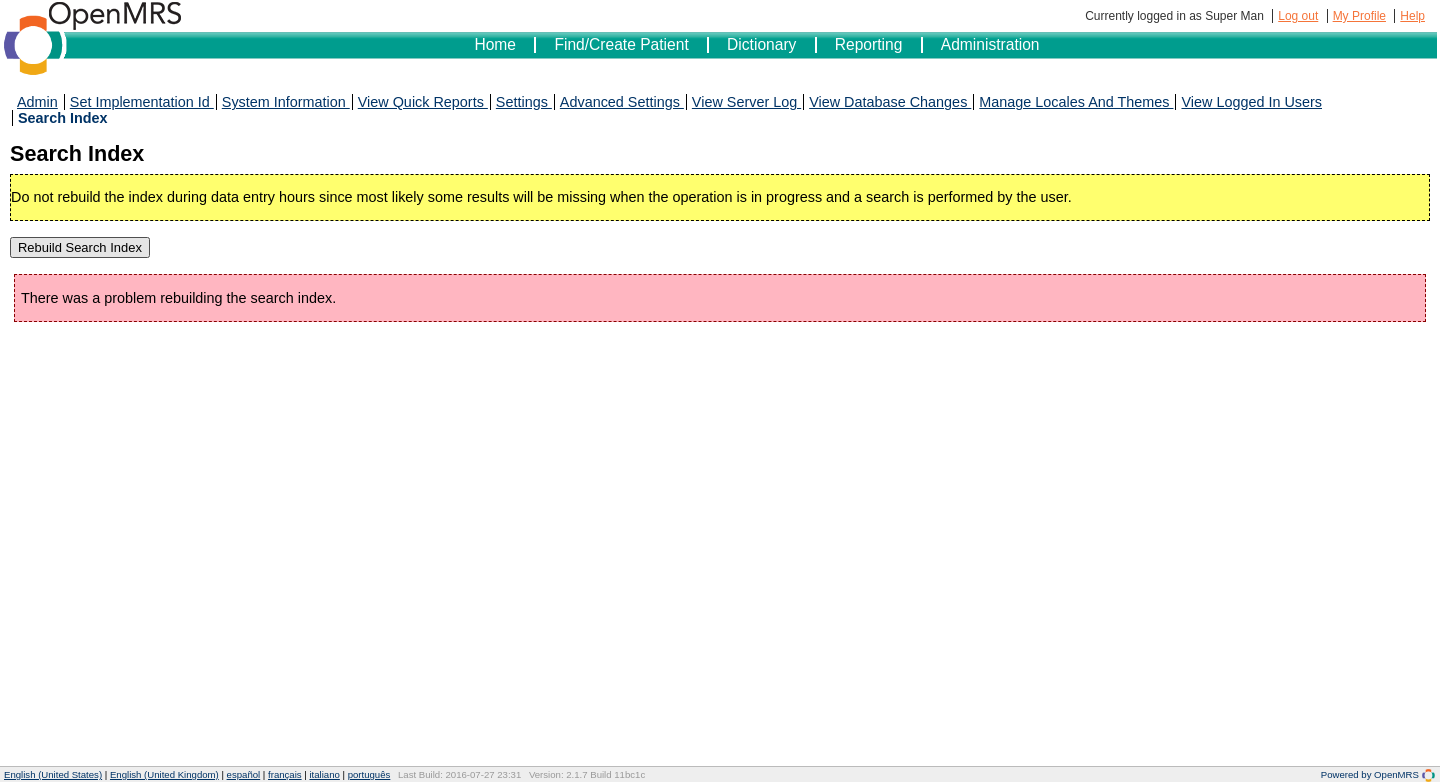 OpenMRS
Currently logged in as Super Man | Log out | My Profile | Help
Home | Find/Create Patient | Dictionary | Reporting | Administration
Admin | Set Implementation Id | System Information | View Quick Reports | Settings | Advanced Settings | View Server Log | View Database Changes | Manage Locales And Themes | View Logged In Users
| Search Index
Search Index
Do not rebuild the index during data entry hours since most likely some results will be missing when the operation is in progress and a search is performed by the user.
Rebuild Search Index
There was a problem rebuilding the search index.
English (United States) | English (United Kingdom) | español | français | italiano | português Last Build: 2016-07-27 23:31 Version: 2.1.7 Build 11bc1c Powered by OpenMRS